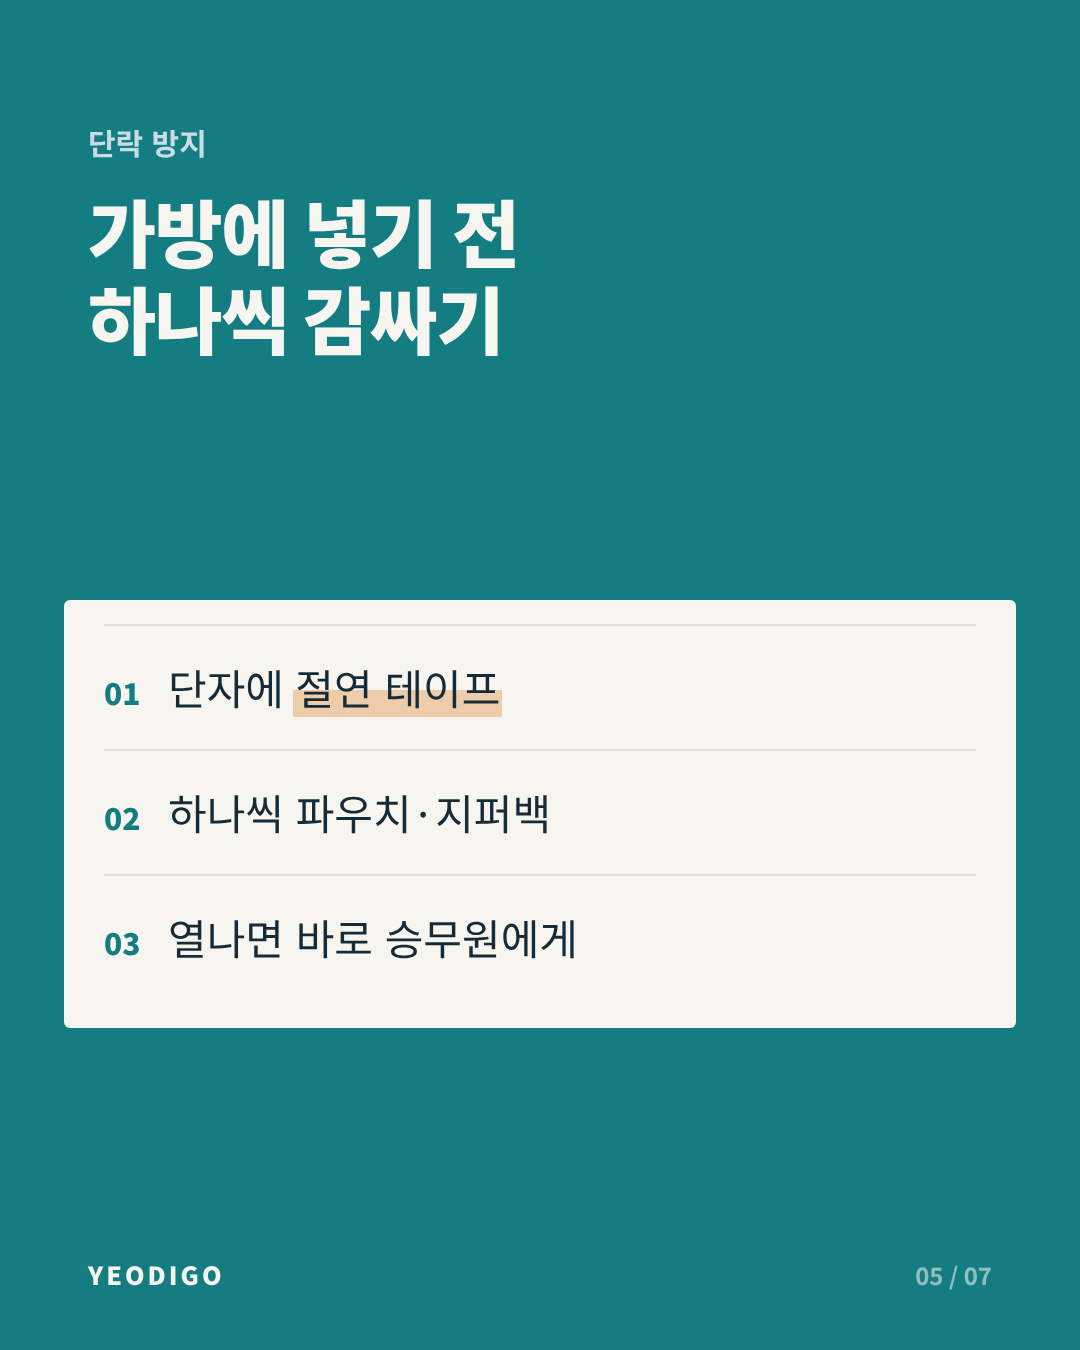 단락 방지
가방에 넣기 전
하나씩 감싸기
01 단자에 절연 테이프
02 하나씩 파우치·지퍼백
03 열나면 바로 승무원에게
YEODIGO
05 / 07